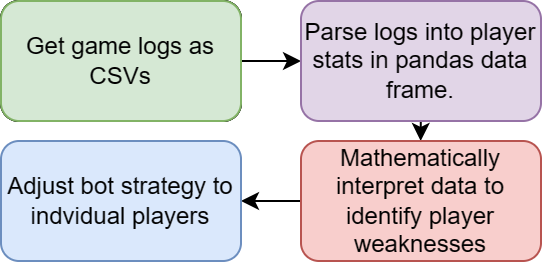 Get game logs as
CSVs
Parse logs into player
stats in pandas data
frame.
Mathematically
interpret data to
identify player
weaknesses
Adjust bot strategy to
indvidual players